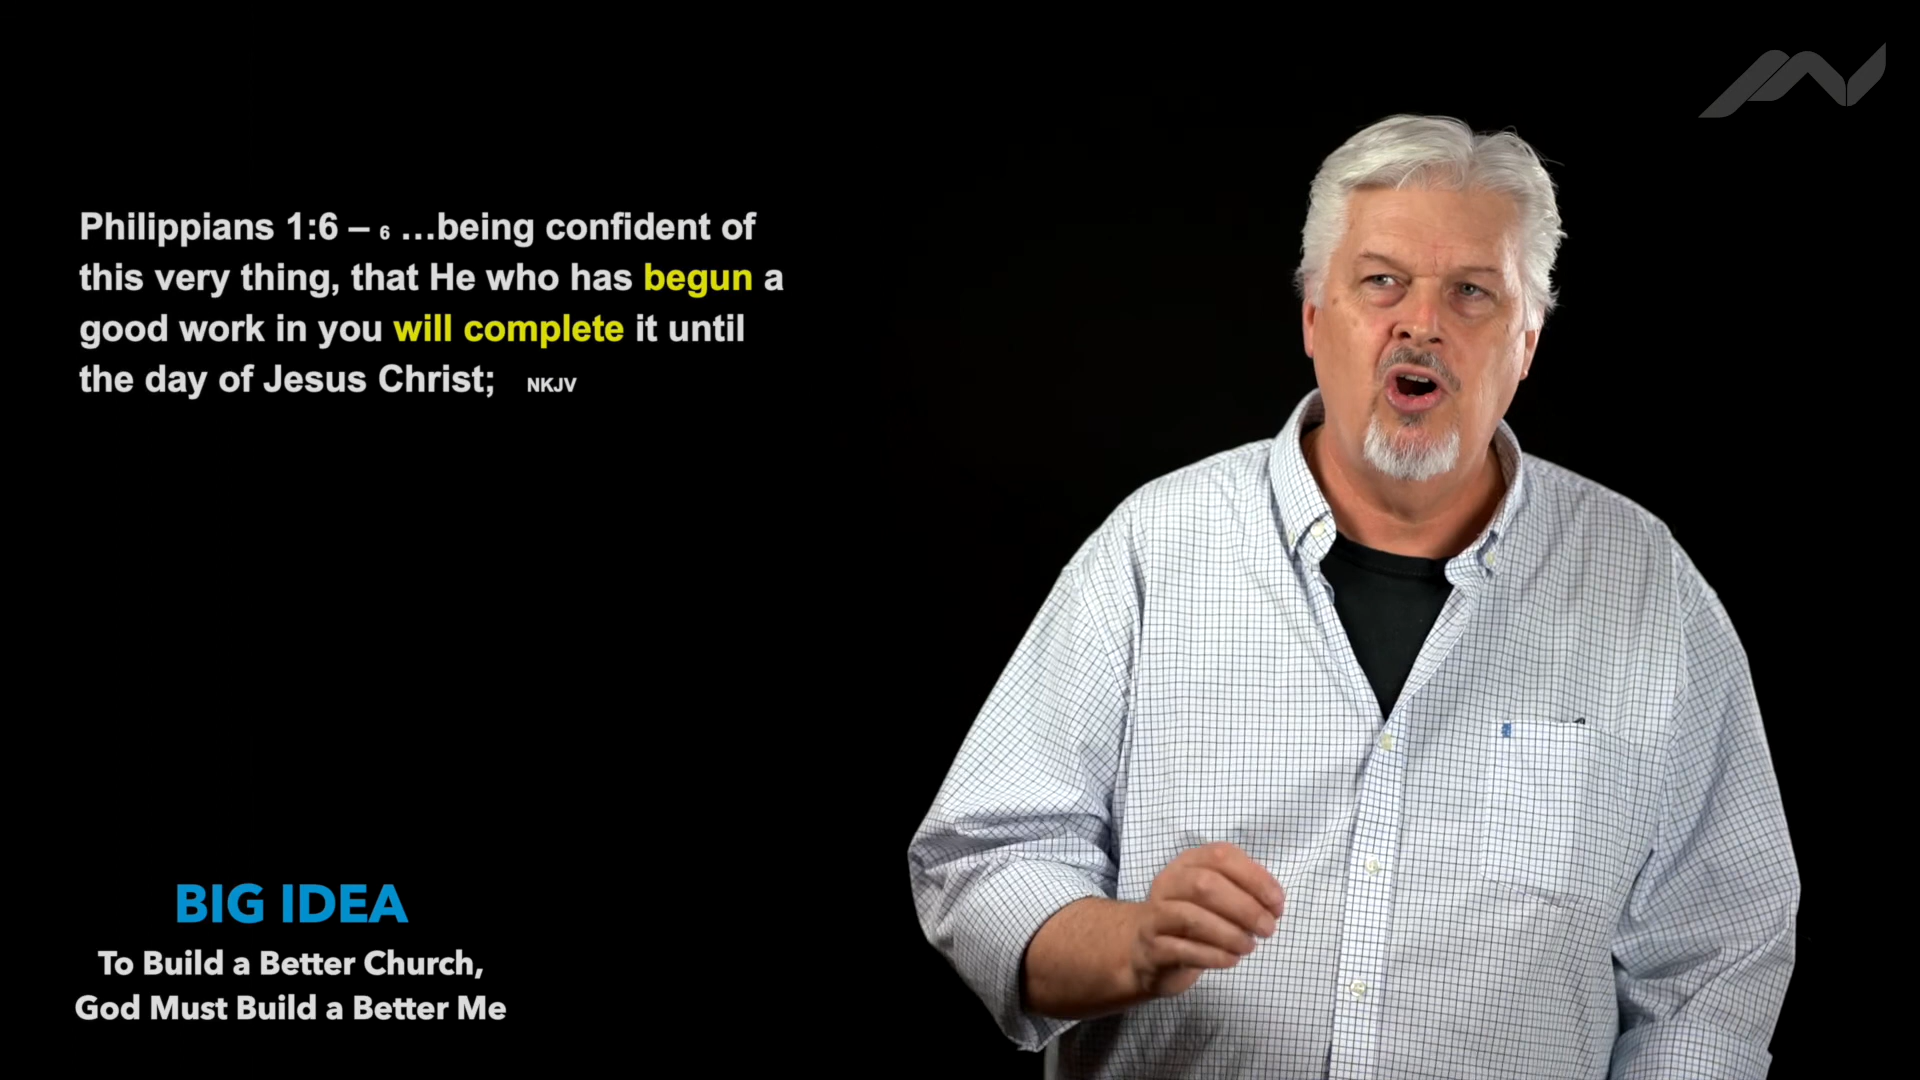 Philippians 1:6 – 6 …being confident of
this very thing, that He who has begun a
good work in you will complete it until
the day of Jesus Christ; NKJV
BIG IDEA
To Build a Better Church,
God Must Build a Better Me